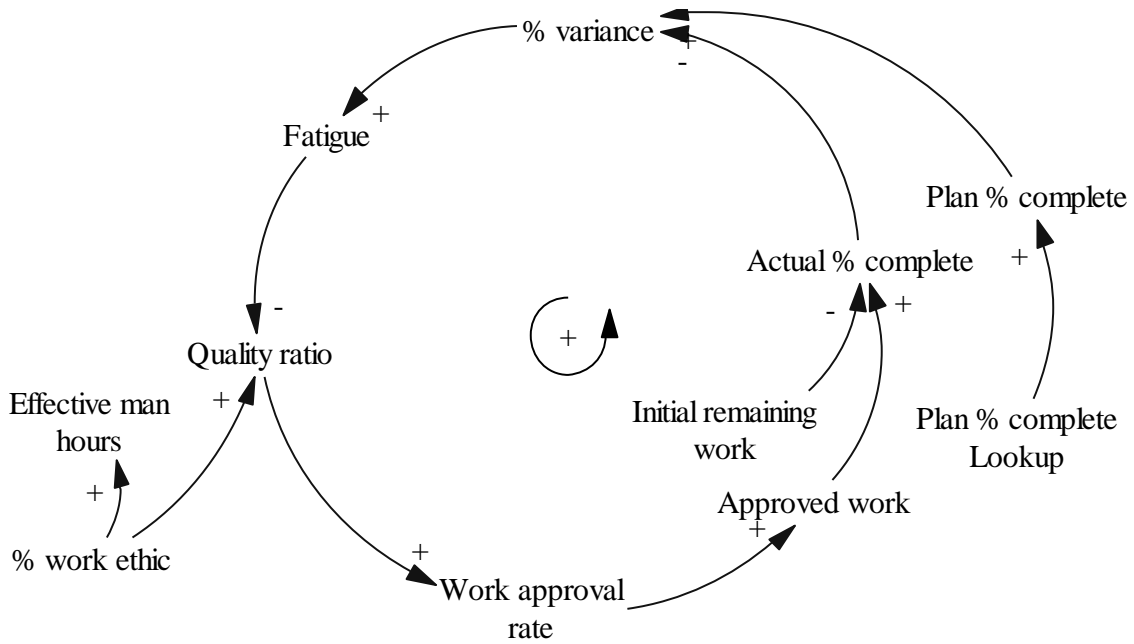 % variance
+
-
+
Fatigue
Plan % complete
Actual % complete
+
-
-
+
+
Quality ratio
Effective man
hours
+
Initial remaining
work
Plan % complete
Lookup
+
Approved work
+
% work ethic
+
Work approval
rate